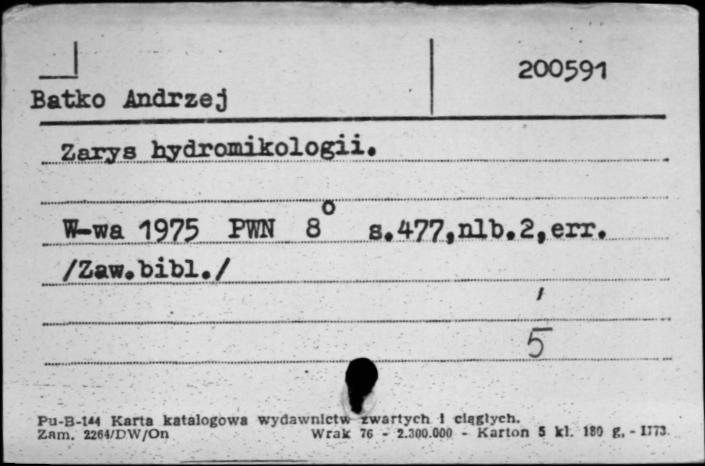 200591
Batko Andrzej
Zarys hydromikologii.
W-wa 1975 PWN 8° s.477,nlb.2,err.
/Zaw.bibl./
5
Pu-B-144 Karta katalogowa wydawnictw zwartych i ciągłych.
Zam. 2264/DW/On Wrak 76 - 2.300.000 - Karton 5 kl. 180 g. - 1773.